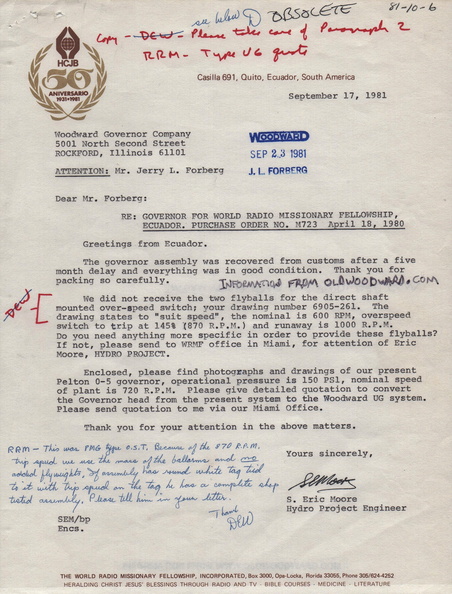 see below D OBSOLETE 81-10-6
Copy - DEW - Please take care of Paragraph 2
RRM - Type UG quote
HCJB
50
ANIVERSARIO
1931-1981
Casilla 691, Quito, Ecuador, South America
September 17, 1981
Woodward Governor Company
5001 North Second Street
ROCKFORD, Illinois 61101
WOODWARD
SEP 23 1981
J. L. FORBERG
ATTENTION: Mr. Jerry L. Forberg
Dear Mr. Forberg:
RE: GOVERNOR FOR WORLD RADIO MISSIONARY FELLOWSHIP,
ECUADOR. PURCHASE ORDER NO. M723 April 18, 1980
Greetings from Ecuador.
The governor assembly was recovered from customs after a five
month delay and everything was in good condition. Thank you for
packing so carefully.
INFORMATION FROM OLDWOODWARD.COM
DEW
We did not receive the two flyballs for the direct shaft
mounted over-speed switch; your drawing number 6905-261. The
drawing states to "suit speed", the nominal is 600 RPM, overspeed
switch to trip at 145% (870 R.P.M.) and runaway is 1000 R.P.M.
Do you need anything more specific in order to provide these flyballs?
If not, please send to WRMF office in Miami, for attention of Eric
Moore, HYDRO PROJECT.
Enclosed, please find photographs and drawings of our present
Pelton O-5 governor, operational pressure is 150 PSI, nominal speed
of plant is 720 R.P.M. Please give detailed quotation to convert
the Governor head from the present system to the Woodward UG system.
Please send quotation to me via our Miami Office.
Thank you for your attention in the above matters.
RRM - This was PMG type O.S.T. Because of the 870 R.P.M.
trip speed we use the mass of the ballarms and no
added flyweights. If assembly has round white tag tied
to it with trip speed on the tag he has a complete shop
tested assembly. Please tell him in your letter.
Thank
DEW
Yours sincerely,
S. Eric Moore
Hydro Project Engineer
SEM/bp
Encs.
THE WORLD RADIO MISSIONARY FELLOWSHIP, INCORPORATED, Box 3000, Opa-Locka, Florida 33055, Phone 305/624-4252
HERALDING CHRIST JESUS' BLESSINGS THROUGH RADIO AND TV - BIBLE COURSES - MEDICINE - LITERATURE